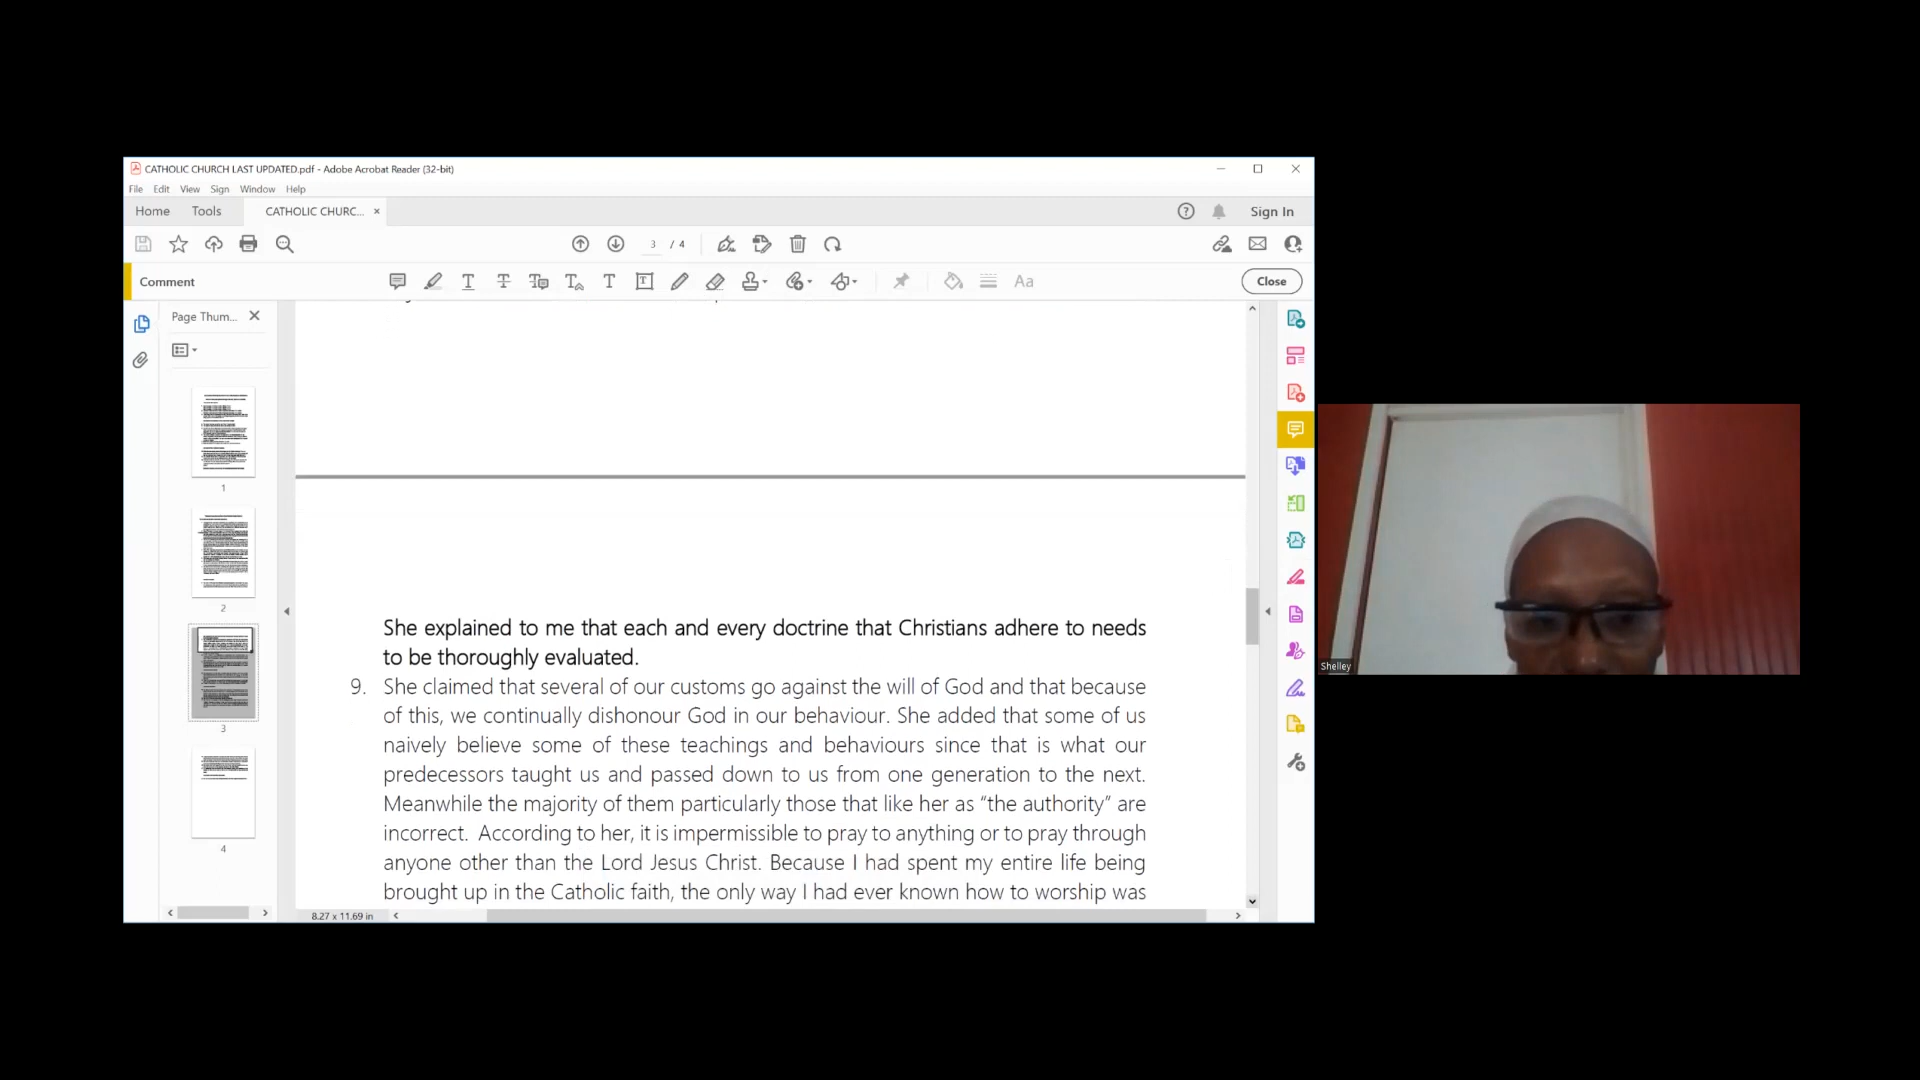 CATHOLIC CHURCH LAST UPDATED.pdf - Adobe Acrobat Reader (32-bit)
File Edit View Sign Window Help
Home Tools CATHOLIC CHURC... × Sign In
3 / 4
Comment Close
Page Thum...
1
2
3
4
She explained to me that each and every doctrine that Christians adhere to needs
to be thoroughly evaluated.
9. She claimed that several of our customs go against the will of God and that because
of this, we continually dishonour God in our behaviour. She added that some of us
naively believe some of these teachings and behaviours since that is what our
predecessors taught us and passed down to us from one generation to the next.
Meanwhile the majority of them particularly those that like her as “the authority” are
incorrect. According to her, it is impermissible to pray to anything or to pray through
anyone other than the Lord Jesus Christ. Because I had spent my entire life being
brought up in the Catholic faith, the only way I had ever known how to worship was
8.27 x 11.69 in
Shelley